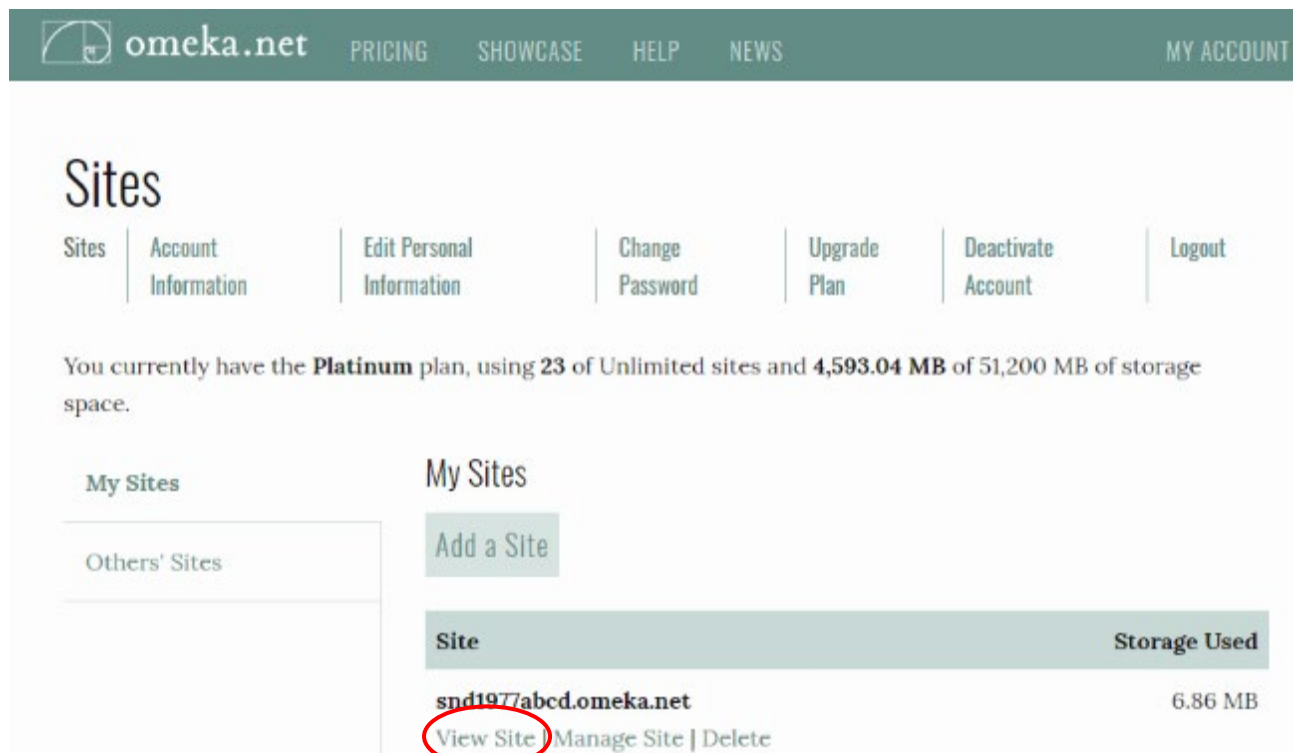 omeka.net PRICING SHOWCASE HELP NEWS MY ACCOUNT
Sites
Sites Account Information Edit Personal Information Change Password Upgrade Plan Deactivate Account Logout
You currently have the Platinum plan, using 23 of Unlimited sites and 4,593.04 MB of 51,200 MB of storage
space.
My Sites
Others' Sites
My Sites
Add a Site
Site Storage Used
snd1977abcd.omeka.net 6.86 MB
View Site | Manage Site | Delete